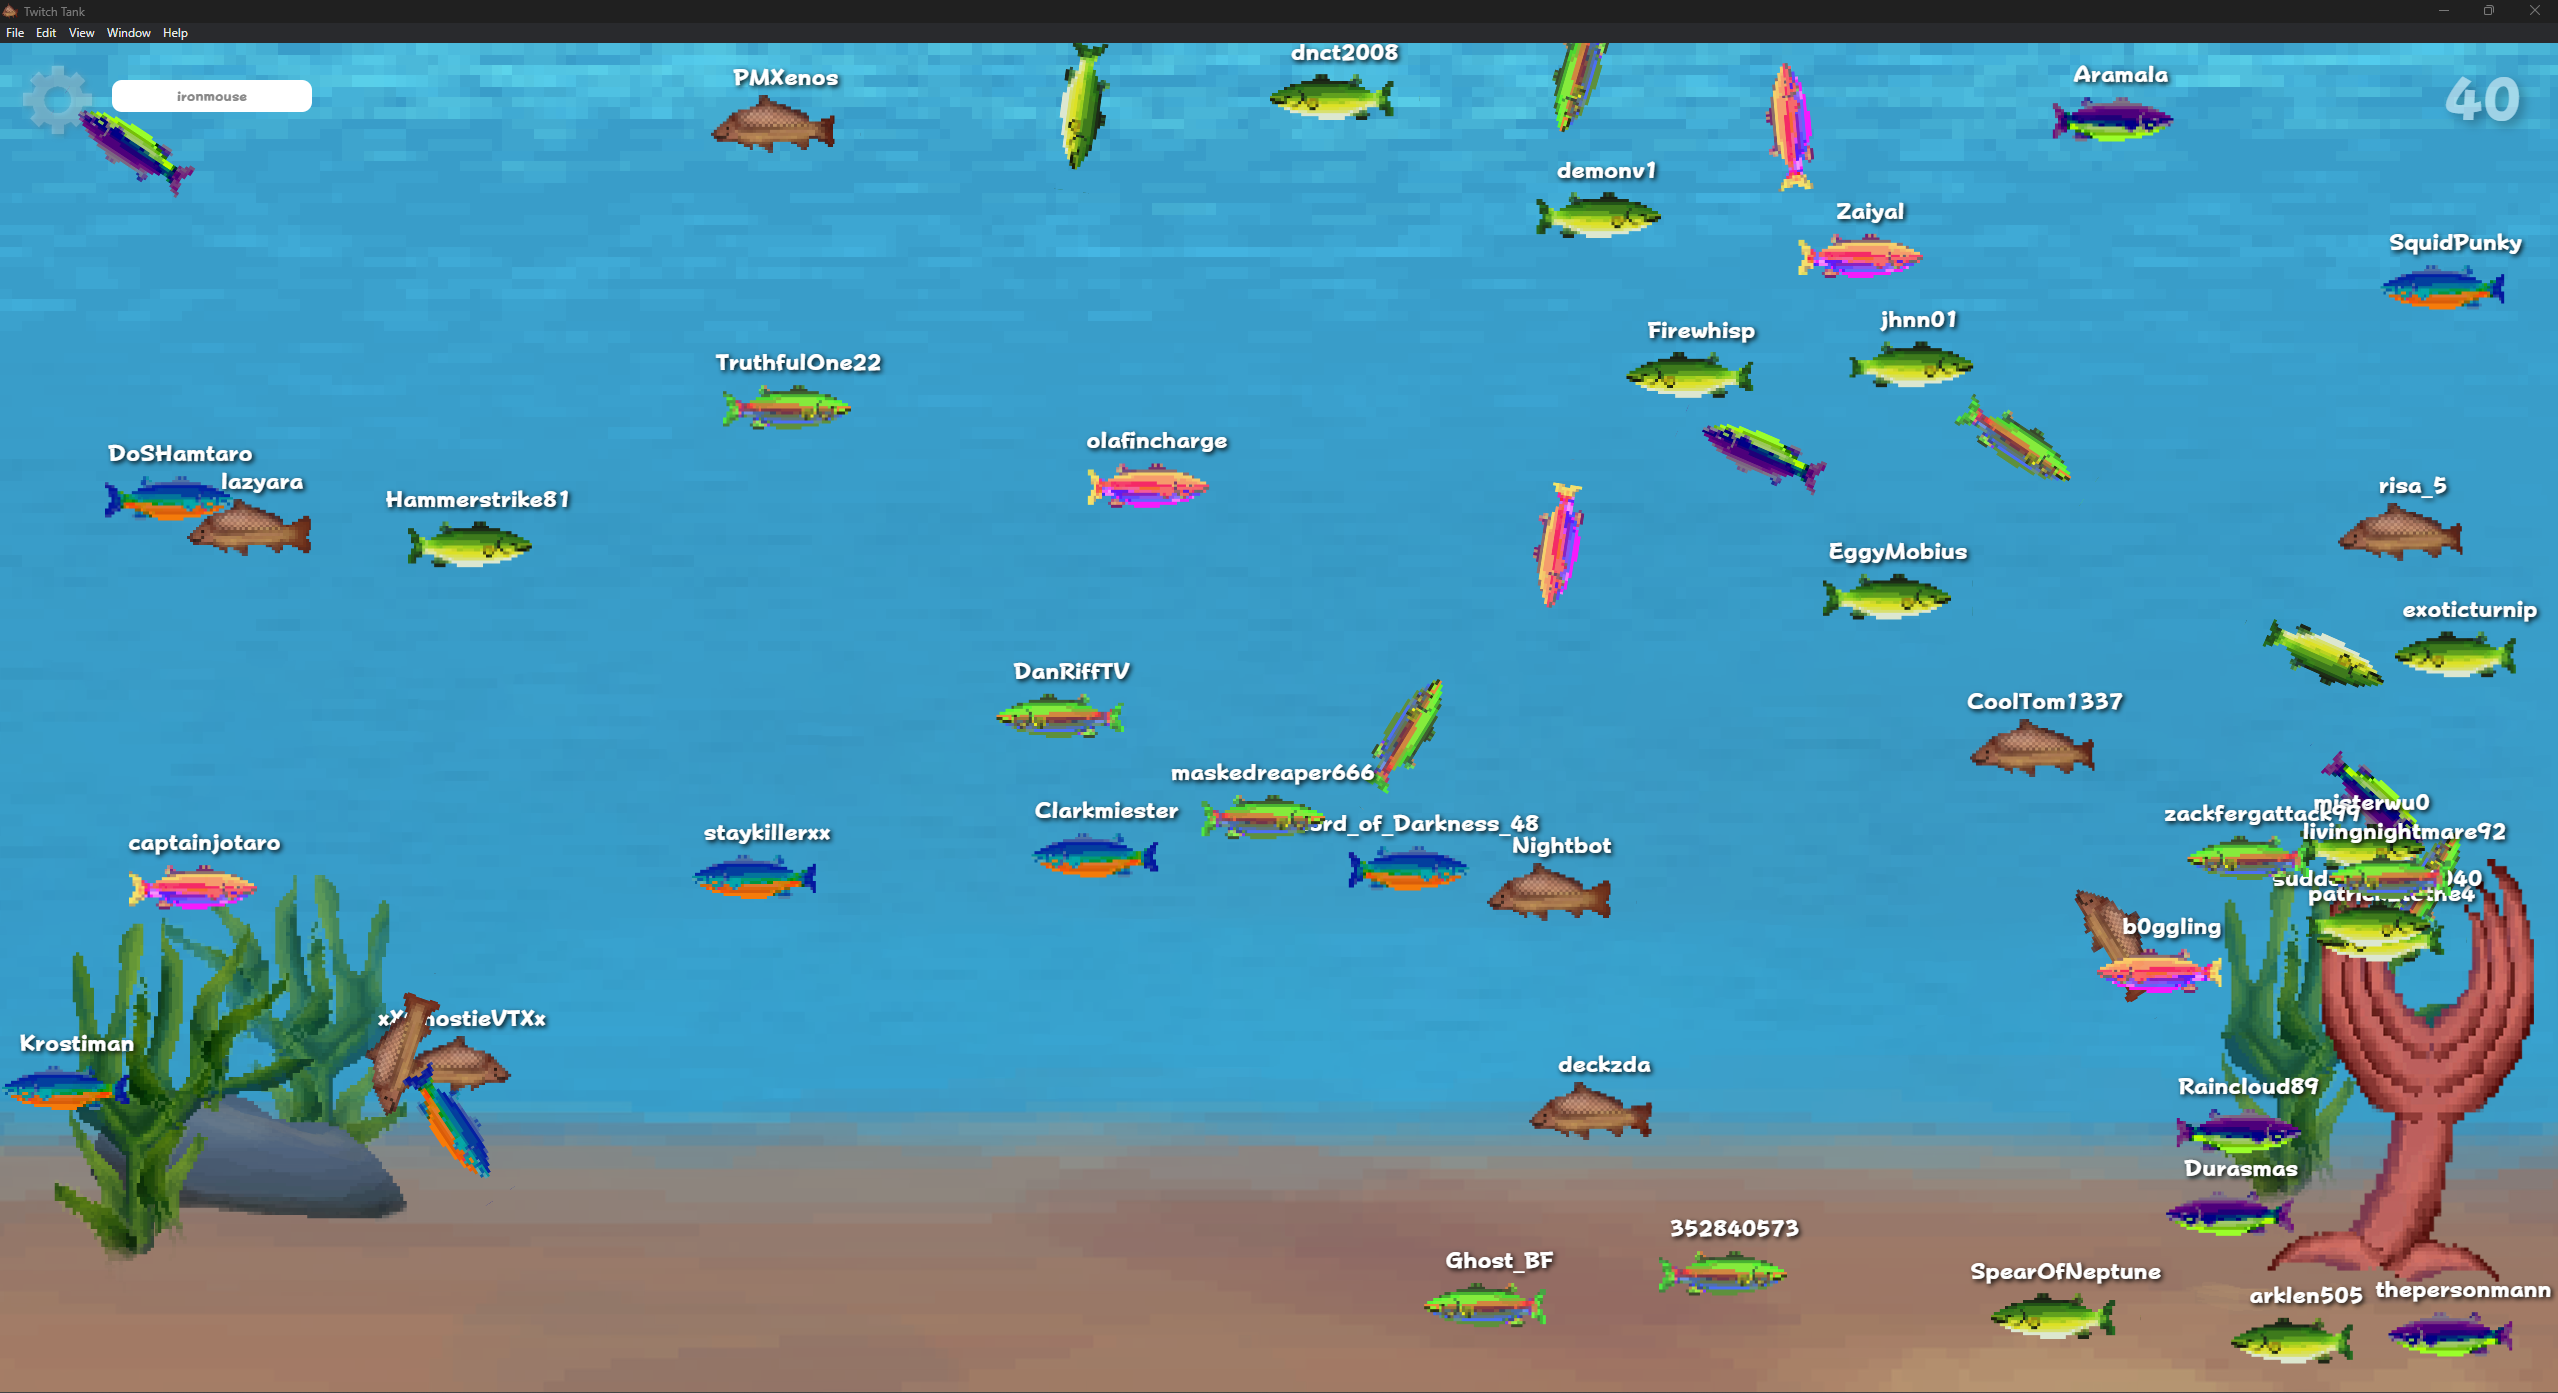 Twitch Tank
File Edit View Window Help
dnct2008
PMXenos
Aramala
ironmouse
40
demonv1
Zaiyal
SquidPunky
jhnn01
Firewhisp
TruthfulOne22
olafincharge
DoSHamtaro
lazyara
risa_5
Hammerstrike81
EggyMobius
exoticturnip
DanRiffTV
CoolTom1337
maskedreaper666
misterwu0
Clarkmiester
zackfergattack99
ord_of_Darkness_48
livingnightmare92
staykillerxx
captainjotaro
Nightbot
b0ggling
Krostiman
deckzda
Raincloud89
Durasmas
352840573
Ghost_BF
SpearOfNeptune
thepersonmann
arklen505